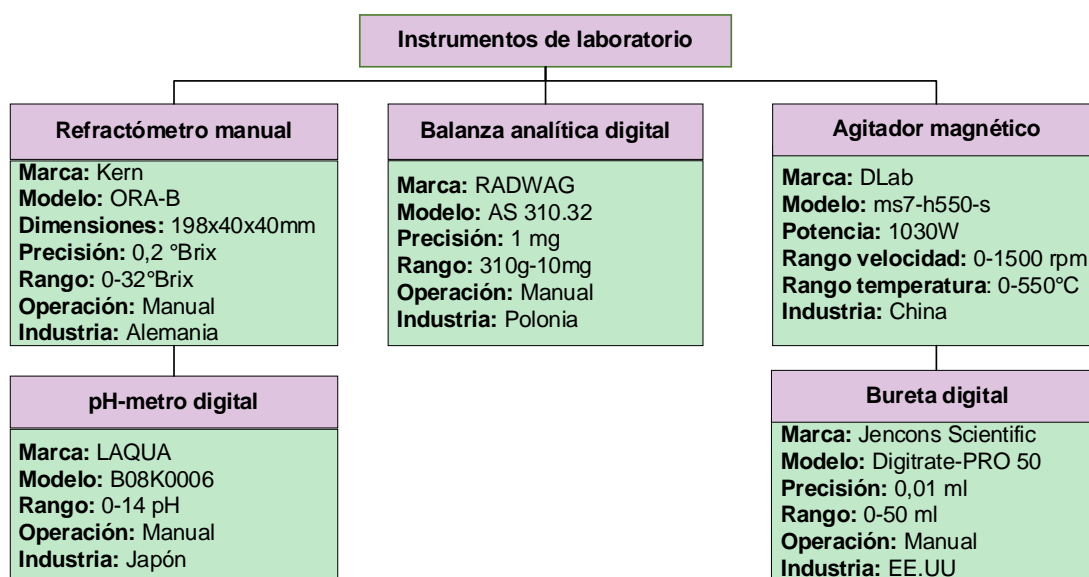 Instrumentos de laboratorio
Refractómetro manual
Marca: Kern
Modelo: ORA-B
Dimensiones: 198x40x40mm
Precisión: 0,2 °Brix
Rango: 0-32°Brix
Operación: Manual
Industria: Alemania
Balanza analítica digital
Marca: RADWAG
Modelo: AS 310.32
Precisión: 1 mg
Rango: 310g-10mg
Operación: Manual
Industria: Polonia
Agitador magnético
Marca: DLab
Modelo: ms7-h550-s
Potencia: 1030W
Rango velocidad: 0-1500 rpm
Rango temperatura: 0-550°C
Industria: China
pH-metro digital
Marca: LAQUA
Modelo: B08K0006
Rango: 0-14 pH
Operación: Manual
Industria: Japón
Bureta digital
Marca: Jencons Scientific
Modelo: Digitrate-PRO 50
Precisión: 0,01 ml
Rango: 0-50 ml
Operación: Manual
Industria: EE.UU